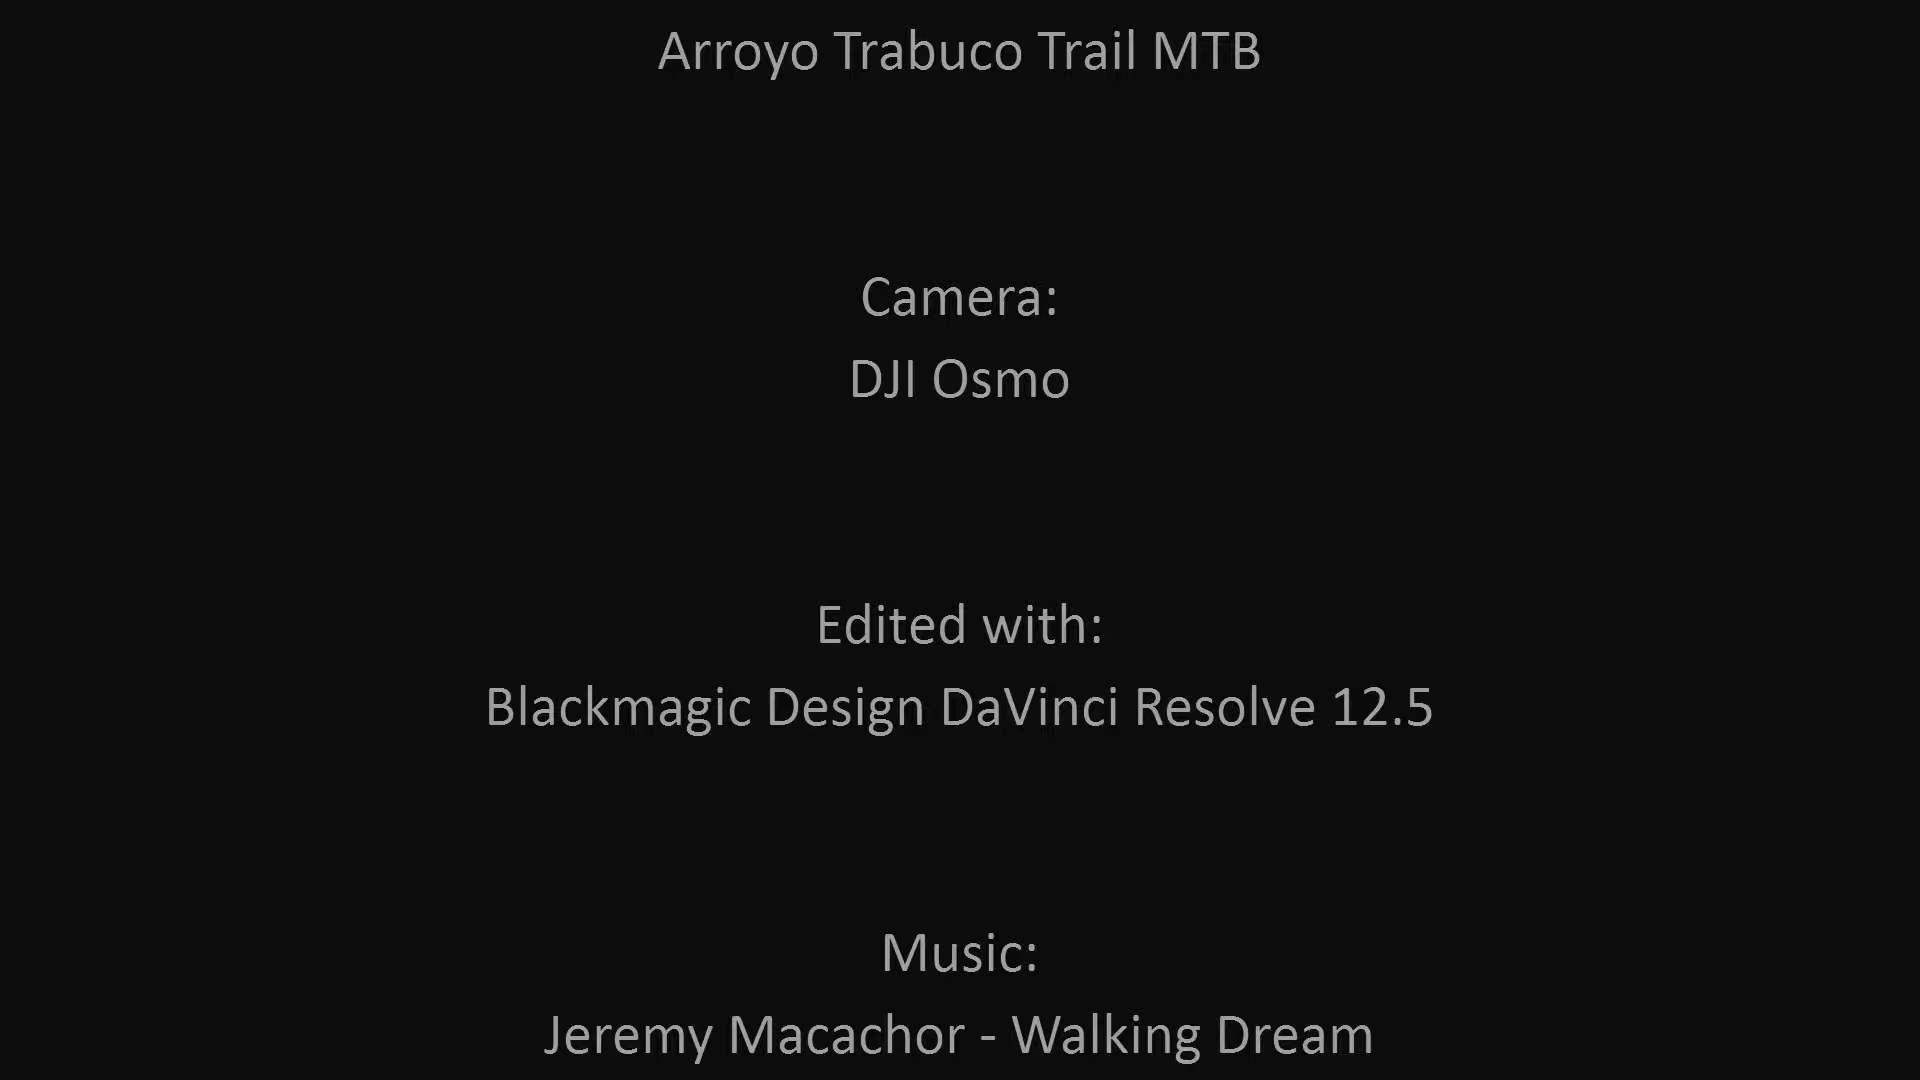 Arroyo Trabuco Trail MTB
Camera:
DJI Osmo
Edited with:
Blackmagic Design DaVinci Resolve 12.5
Music:
Jeremy Macachor - Walking Dream